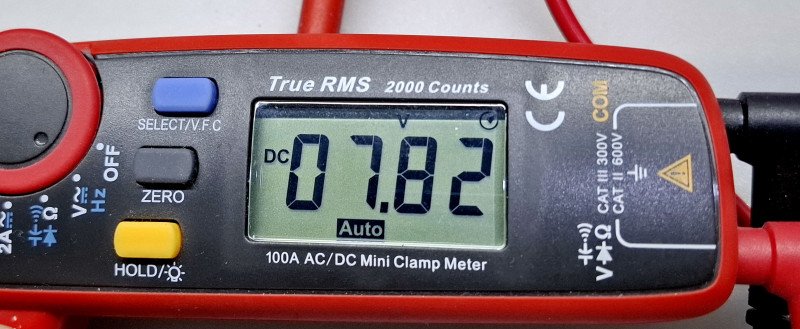 True RMS 2000 Counts
SELECT/V.F.C
ZERO
HOLD/
OFF
V
Hz
Ω
2A
V
DC 07.82
Auto
100A AC/DC Mini Clamp Meter
CE
COM
CAT III 300V
CAT II 600V
V Ω